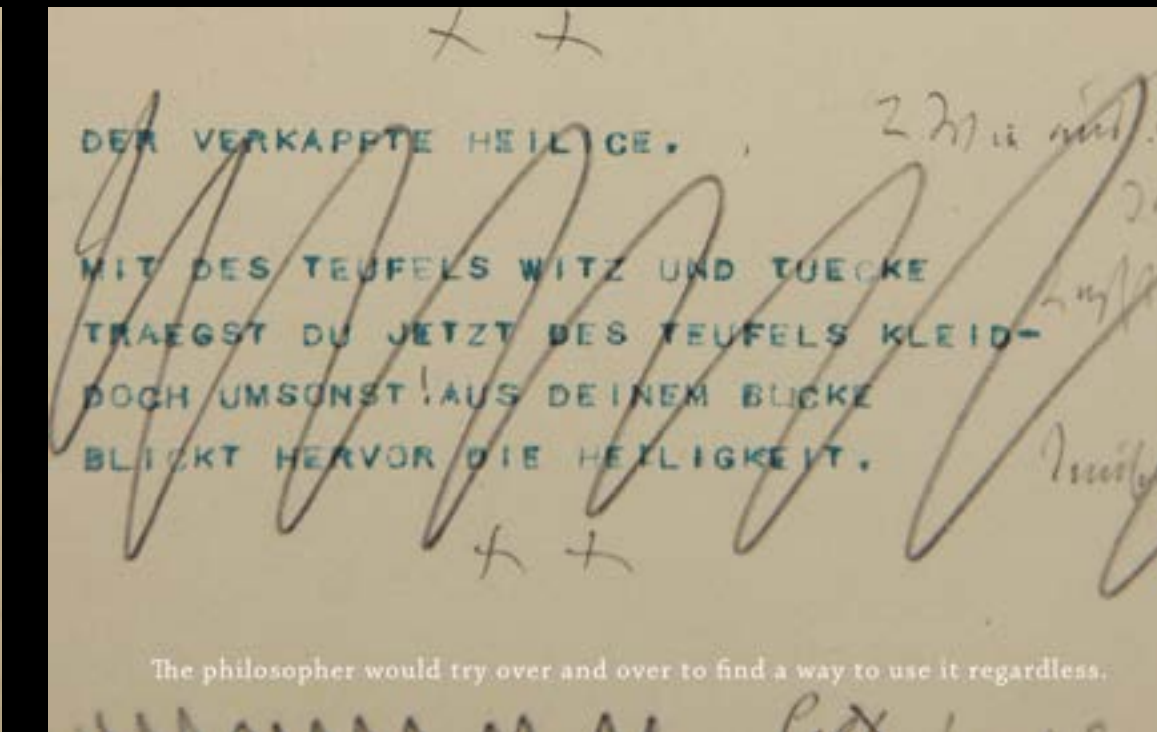 DER VERKAPPTE HEILICE.
MIT DES TEUFELS WITZ UND TUECKE
TRAEGST DU JETZT DES TEUFELS KLEID-
DOCH UMSONST! AUS DEINEM BLICKE
BLICKT HERVOR DIE HEILIGKEIT.
The philosopher would try over and over to find a way to use it regardless.